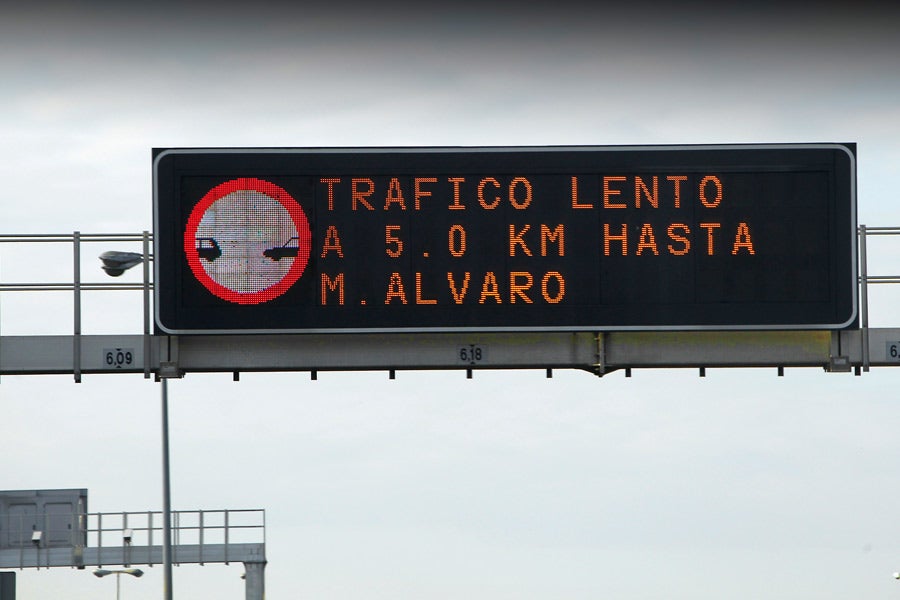 TRAFICO LENTO
A 5.0 KM HASTA
M.ALVARO
6,09
6,18